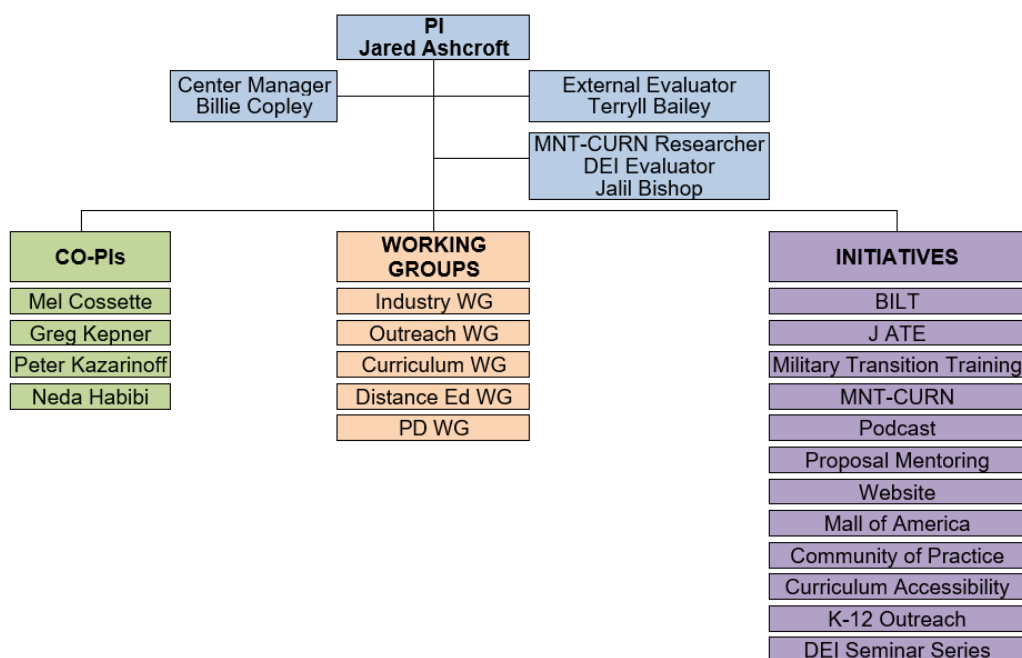 PI
Jared Ashcroft
Center Manager
Billie Copley
External Evaluator
Terryll Bailey
MNT-CURN Researcher
DEI Evaluator
Jalil Bishop
CO-PIs
Mel Cossette
Greg Kepner
Peter Kazarinoff
Neda Habibi
WORKING
GROUPS
Industry WG
Outreach WG
Curriculum WG
Distance Ed WG
PD WG
INITIATIVES
BILT
J ATE
Military Transition Training
MNT-CURN
Podcast
Proposal Mentoring
Website
Mall of America
Community of Practice
Curriculum Accessibility
K-12 Outreach
DEI Seminar Series